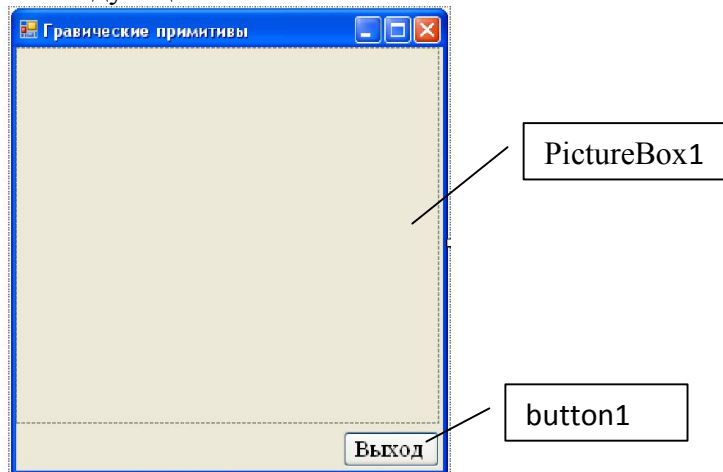 Гравические примитивы
PictureBox1
button1
Выход